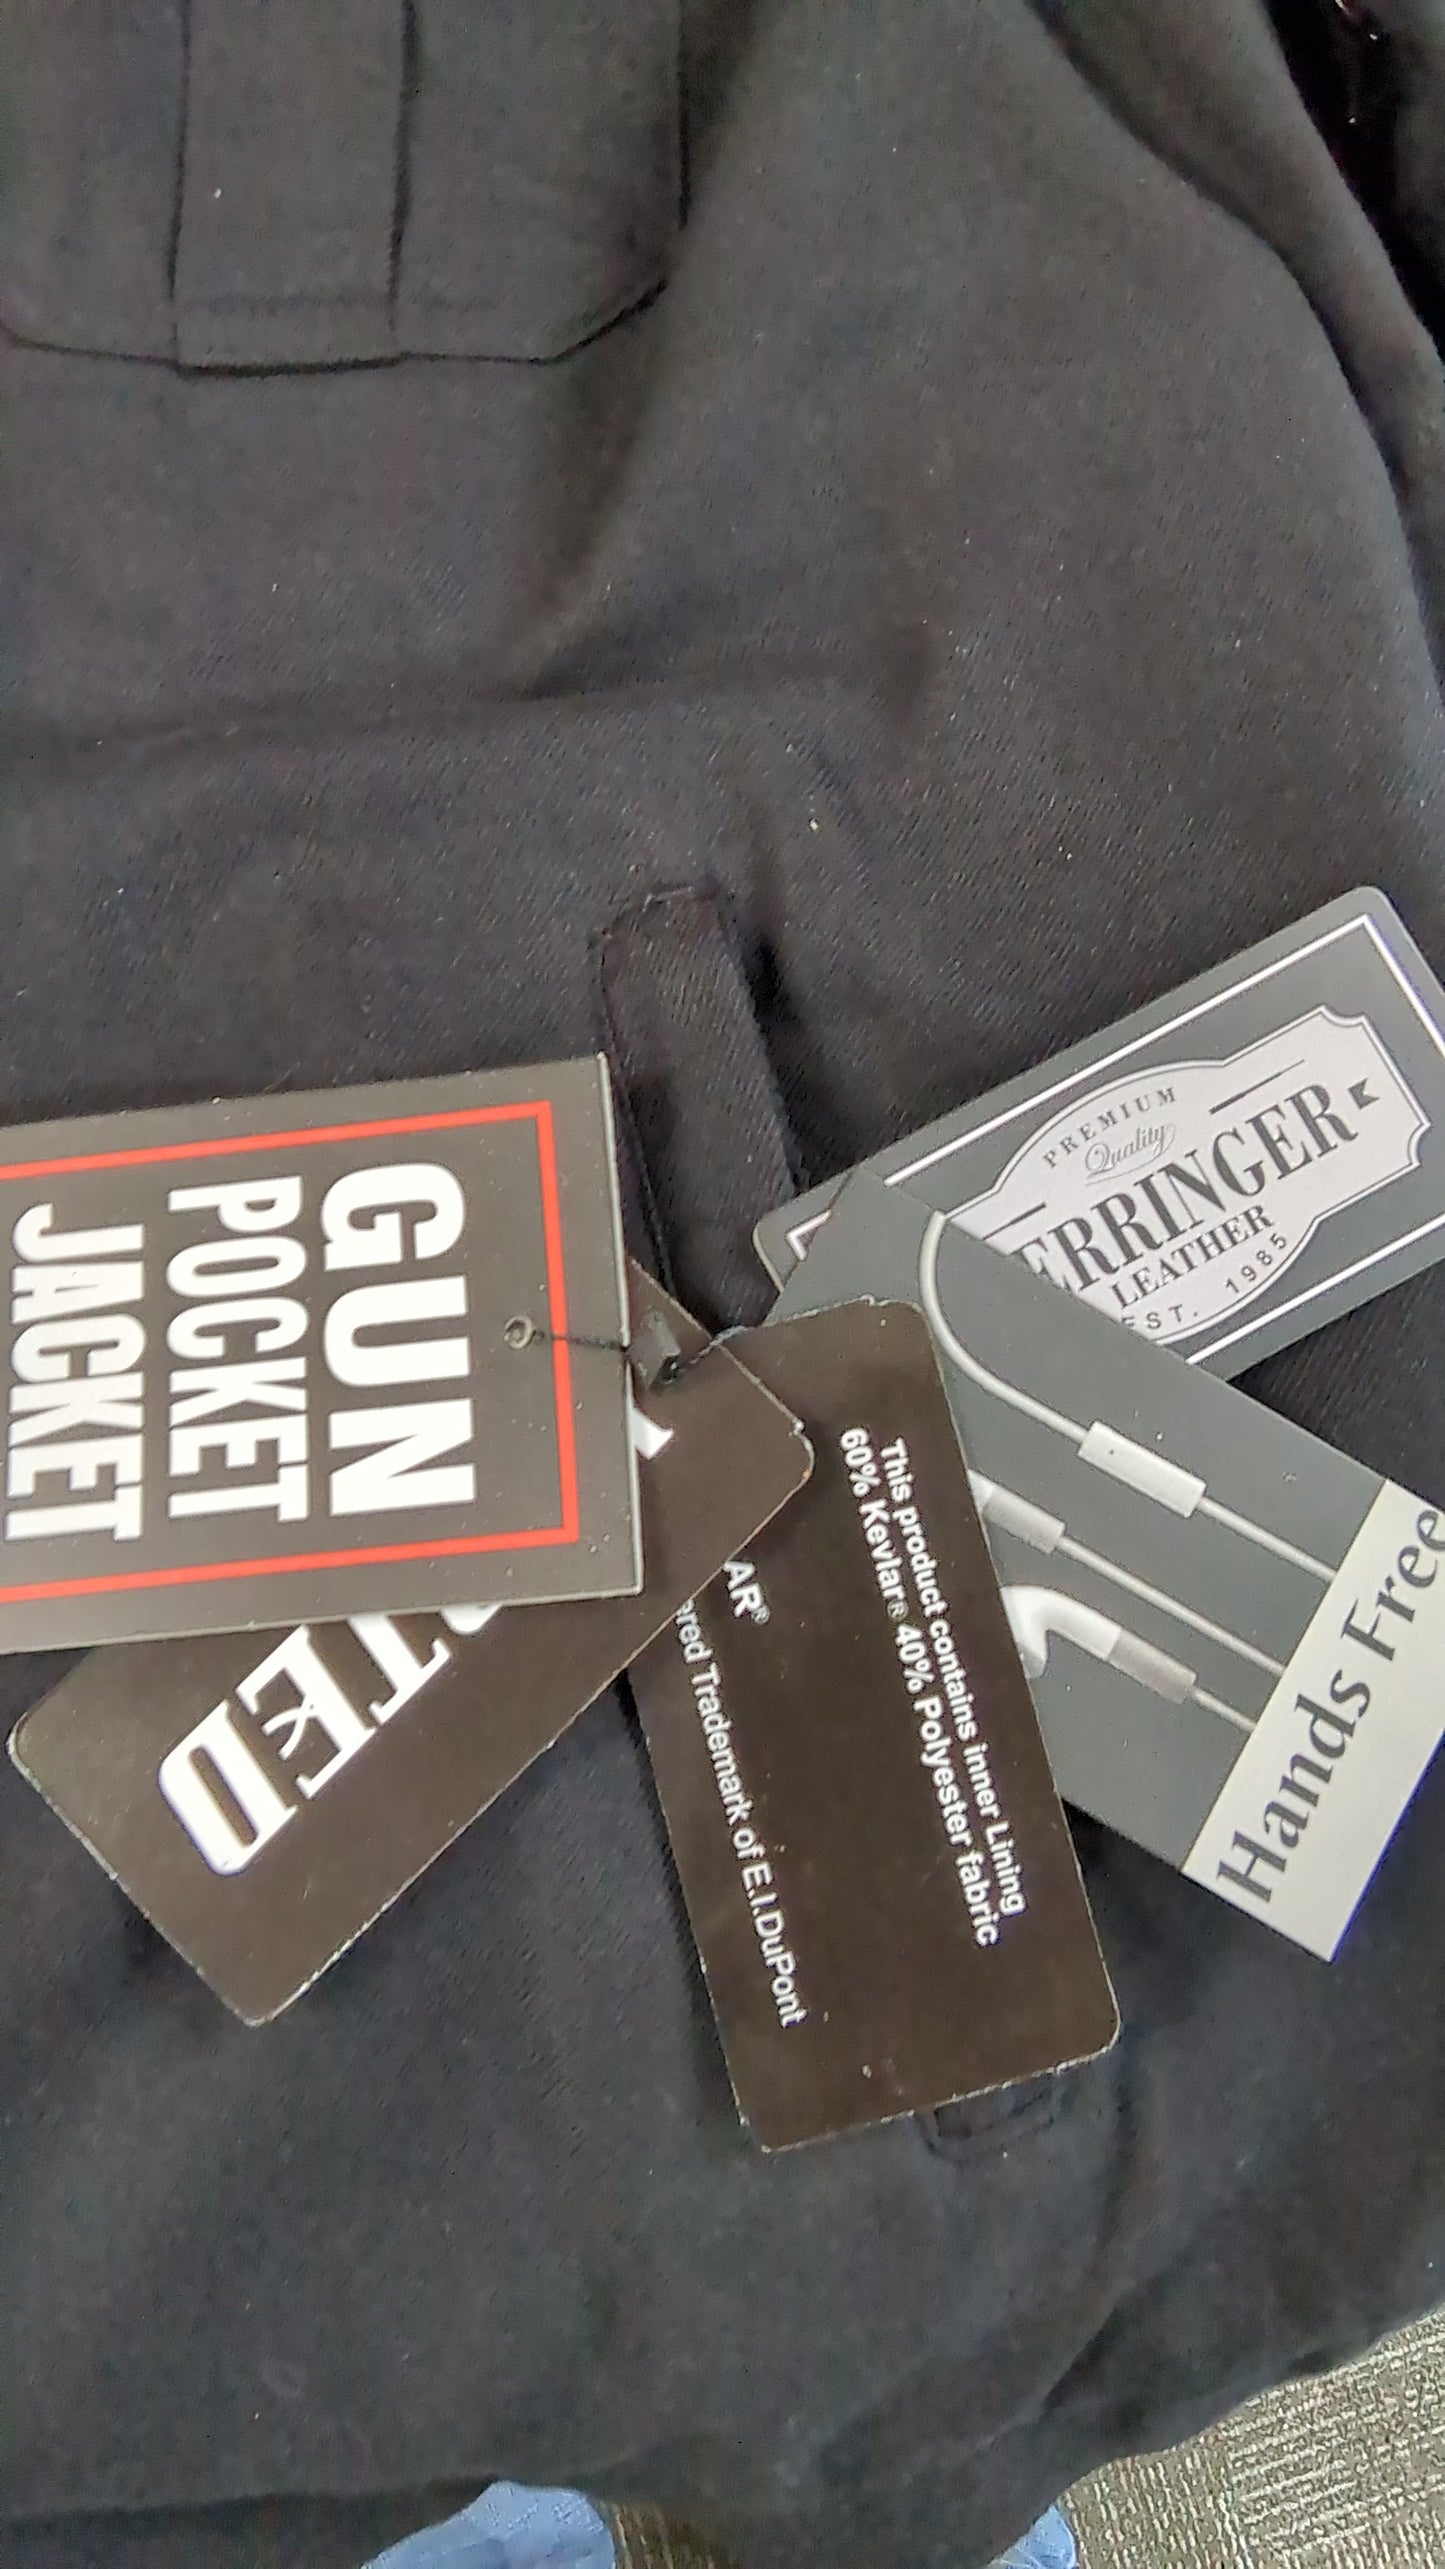 GUN
POCKET
JACKET
TED
This product contains inner Lining
60% Kevlar® 40% Polyester fabric
AR®
ered Trademark of E.I.DuPont
PREMIUM
Quality
ERRINGER
LEATHER
EST. 1985
Hands Free